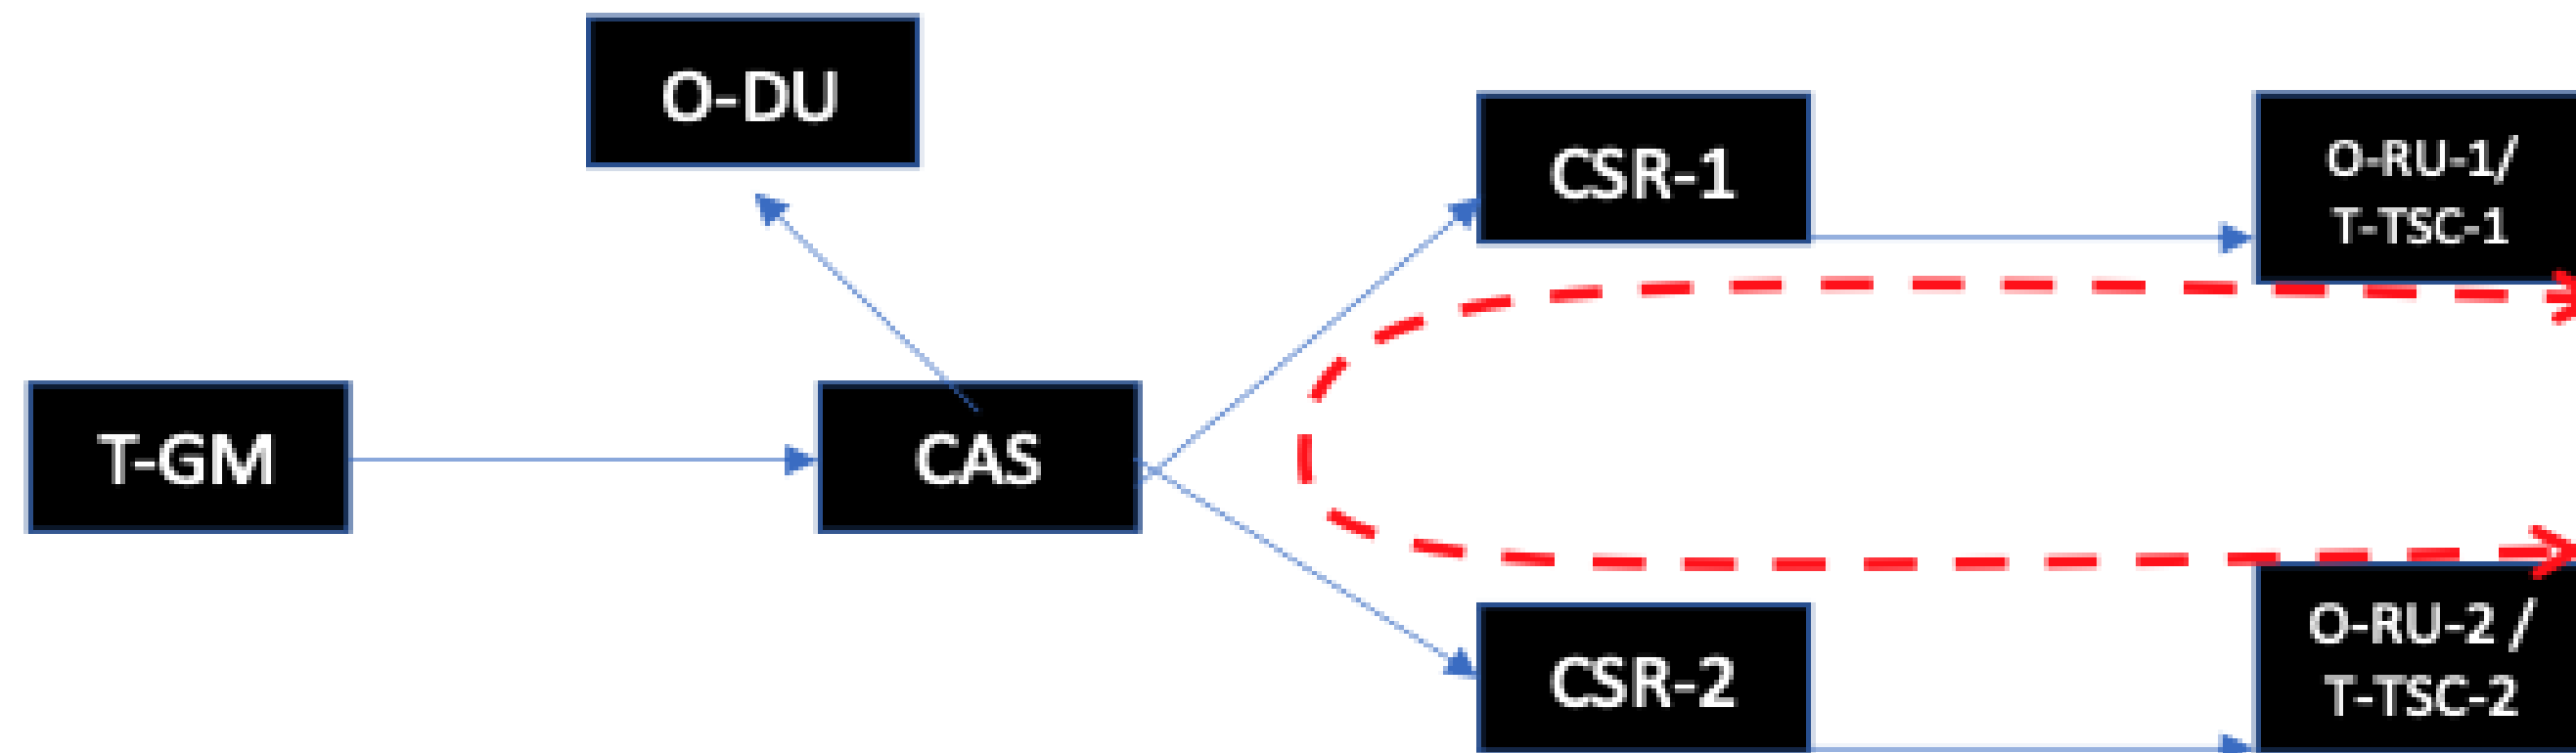 O-DU
CSR-1
O-RU-1/
T-TSC-1
T-GM
CAS
CSR-2
O-RU-2 /
T-TSC-2